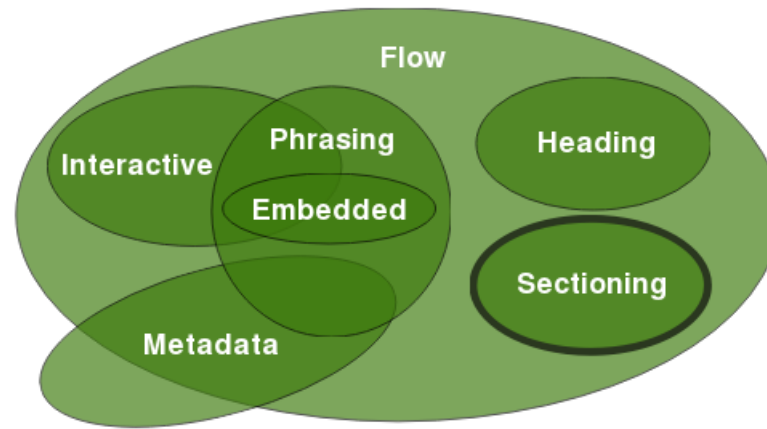 Flow
Phrasing
Heading
Interactive
Embedded
Sectioning
Metadata